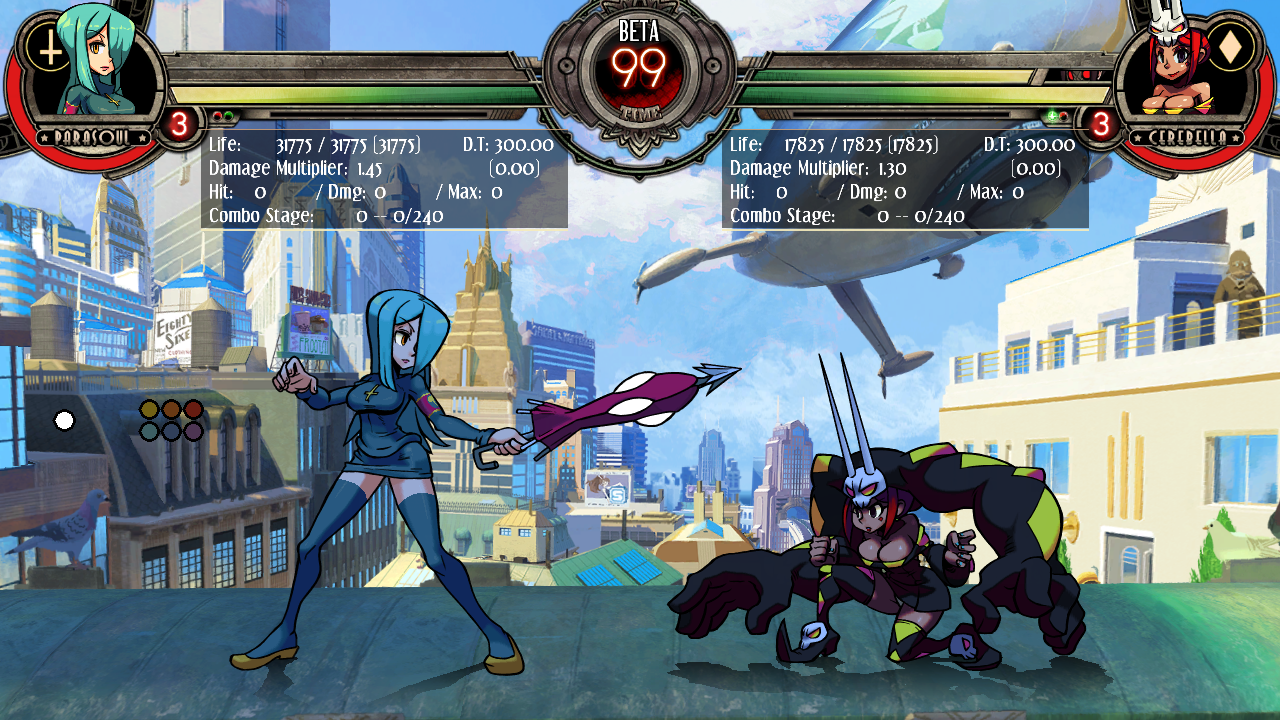 BETA
99
TIME
PARASOUL
3
3
CEREBELLA
Life: 31775 / 31775 [31775] D.T: 300.00
Damage Multiplier: 1.45 [0.00]
Hit: 0 / Dmg: 0 / Max: 0
Combo Stage: 0 -- 0/240
Life: 17825 / 17825 [17825] D.T: 300.00
Damage Multiplier: 1.30 [0.00]
Hit: 0 / Dmg: 0 / Max: 0
Combo Stage: 0 -- 0/240
EIGHTY
SIX
S